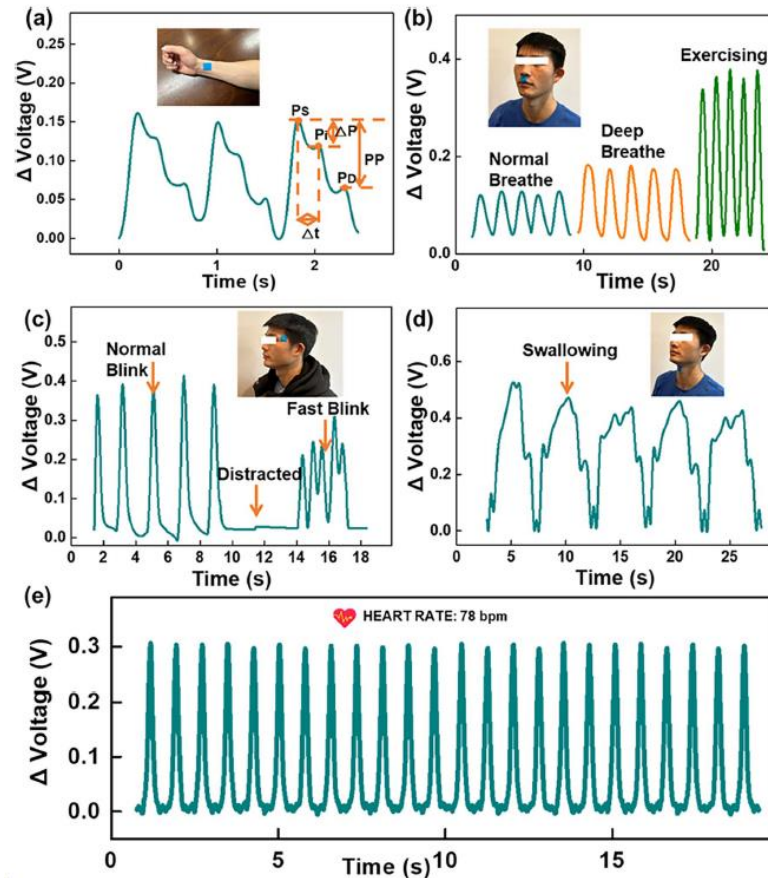 (a)
Δ Voltage (V)
0.25
0.20
0.15
0.10
0.05
0.00
Ps
Pi
ΔP
PP
PD
Δt
0
1
2
Time (s)
(b)
Δ Voltage (V)
0.4
0.2
0.0
Normal
Breathe
Deep
Breathe
Exercising
10
20
Time (s)
(c)
Δ Voltage (V)
0.5
0.4
0.3
0.2
0.1
0.0
Normal
Blink
Distracted
Fast Blink
0 2 4 6 8 10 12 14 16 18
Time (s)
(d)
Δ Voltage (V)
0.6
0.4
0.2
0.0
Swallowing
0 5 10 15 20 25
Time (s)
(e)
Δ Voltage (V)
0.3
0.2
0.1
0.0
HEART RATE: 78 bpm
0 5 10 15
Time (s)